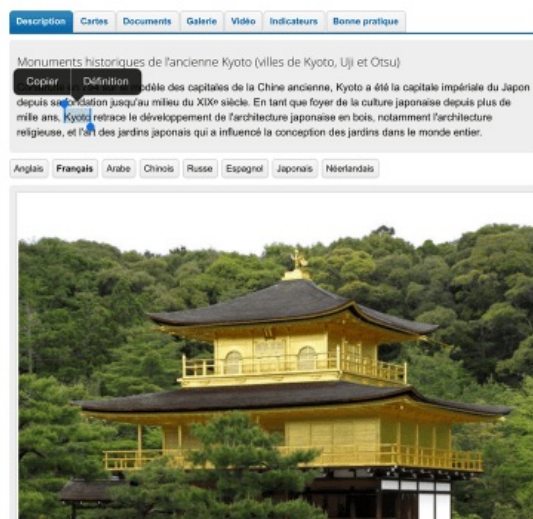 Description Cartes Documents Galerie Vidéo Indicateurs Bonne pratique
Monuments historiques de l'ancienne Kyoto (villes de Kyoto, Uji et Otsu)
Copier Définition
modèle des capitales de la Chine ancienne, Kyoto a été la capitale impériale du Japon
depuis sa fondation jusqu'au milieu du XIXe siècle. En tant que foyer de la culture japonaise depuis plus de
mille ans, Kyoto retrace le développement de l'architecture japonaise en bois, notamment l'architecture
religieuse, et l'art des jardins japonais qui a influencé la conception des jardins dans le monde entier.
Anglais Français Arabe Chinois Russe Espagnol Japonais Néerlandais